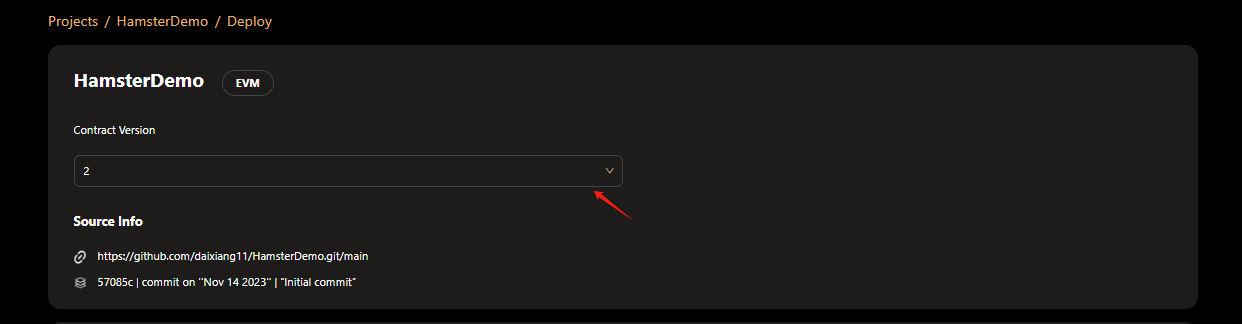 Projects / HamsterDemo / Deploy
HamsterDemo EVM
Contract Version
2
Source Info
https://github.com/daixiang11/HamsterDemo.git/main
57085c | commit on "Nov 14 2023" | "Initial commit"